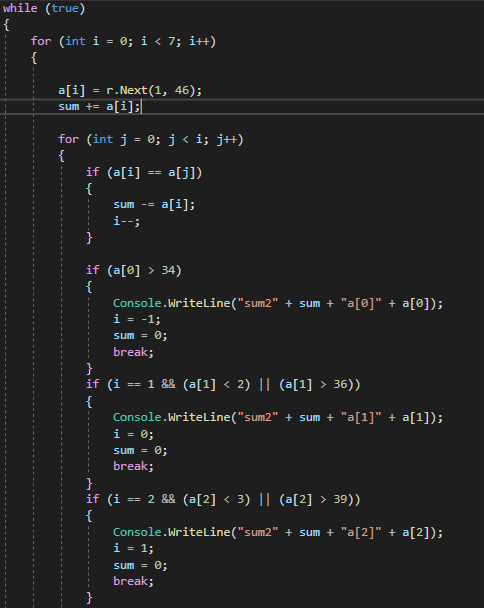 while (true)
{
for (int i = 0; i < 7; i++)
{
a[i] = r.Next(1, 46);
sum += a[i];
for (int j = 0; j < i; j++)
{
if (a[i] == a[j])
{
sum -= a[i];
i--;
}
if (a[0] > 34)
{
Console.WriteLine("sum2" + sum + "a[0]" + a[0]);
i = -1;
sum = 0;
break;
}
if (i == 1 && (a[1] < 2) || (a[1] > 36))
{
Console.WriteLine("sum2" + sum + "a[1]" + a[1]);
i = 0;
sum = 0;
break;
}
if (i == 2 && (a[2] < 3) || (a[2] > 39))
{
Console.WriteLine("sum2" + sum + "a[2]" + a[2]);
i = 1;
sum = 0;
break;
}